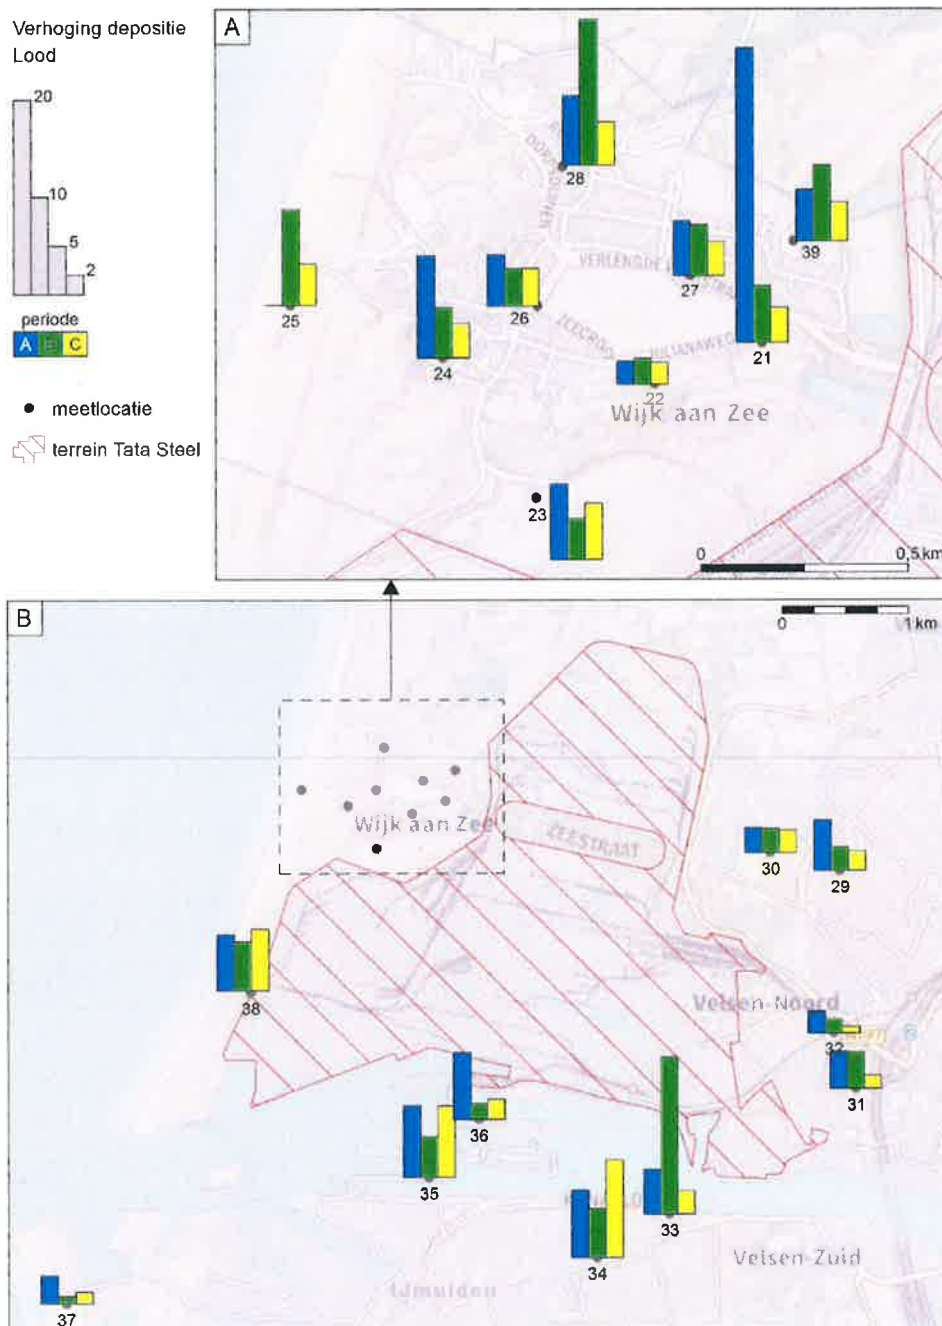 Verhoging depositie
Lood
20
10
5
2
periode
A B C
meetlocatie
terrein Tata Steel
A
28
39
VERLENGDE
27
25
26
24
21
JULIANAWEG
22
Wijk aan Zee
23
0 0,5 km
B
0 1 km
Wijk aan Zee
ZEESTRAAT
30
29
38
Velsen-Noord
32
31
36
35
33
34
Velsen-Zuid
IJmuiden
37